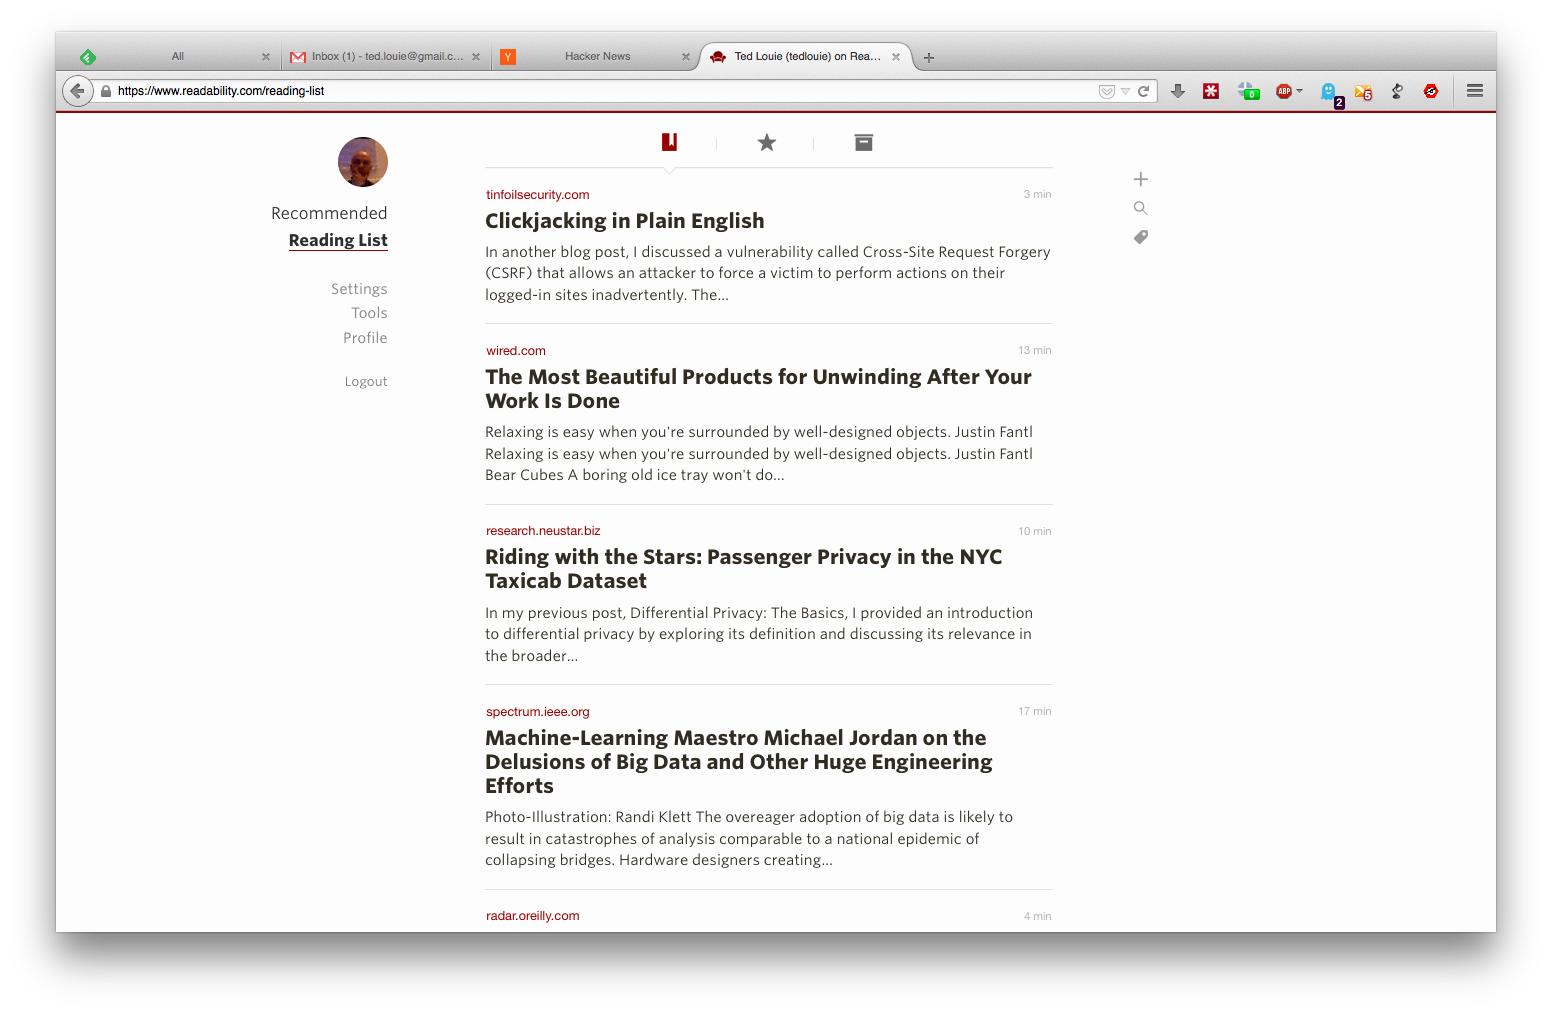 All
Inbox (1) - ted.louie@gmail.c...
Y
Hacker News
Ted Louie (tedlouie) on Rea...
https://www.readability.com/reading-list
0
ABP
2
5
Recommended
Reading List
Settings
Tools
Profile
Logout
tinfoilsecurity.com 3 min
Clickjacking in Plain English
In another blog post, I discussed a vulnerability called Cross-Site Request Forgery
(CSRF) that allows an attacker to force a victim to perform actions on their
logged-in sites inadvertently. The...
wired.com 13 min
The Most Beautiful Products for Unwinding After Your
Work Is Done
Relaxing is easy when you're surrounded by well-designed objects. Justin Fantl
Relaxing is easy when you're surrounded by well-designed objects. Justin Fantl
Bear Cubes A boring old ice tray won't do...
research.neustar.biz 10 min
Riding with the Stars: Passenger Privacy in the NYC
Taxicab Dataset
In my previous post, Differential Privacy: The Basics, I provided an introduction
to differential privacy by exploring its definition and discussing its relevance in
the broader...
spectrum.ieee.org 17 min
Machine-Learning Maestro Michael Jordan on the
Delusions of Big Data and Other Huge Engineering
Efforts
Photo-Illustration: Randi Klett The overeager adoption of big data is likely to
result in catastrophes of analysis comparable to a national epidemic of
collapsing bridges. Hardware designers creating...
radar.oreilly.com 4 min